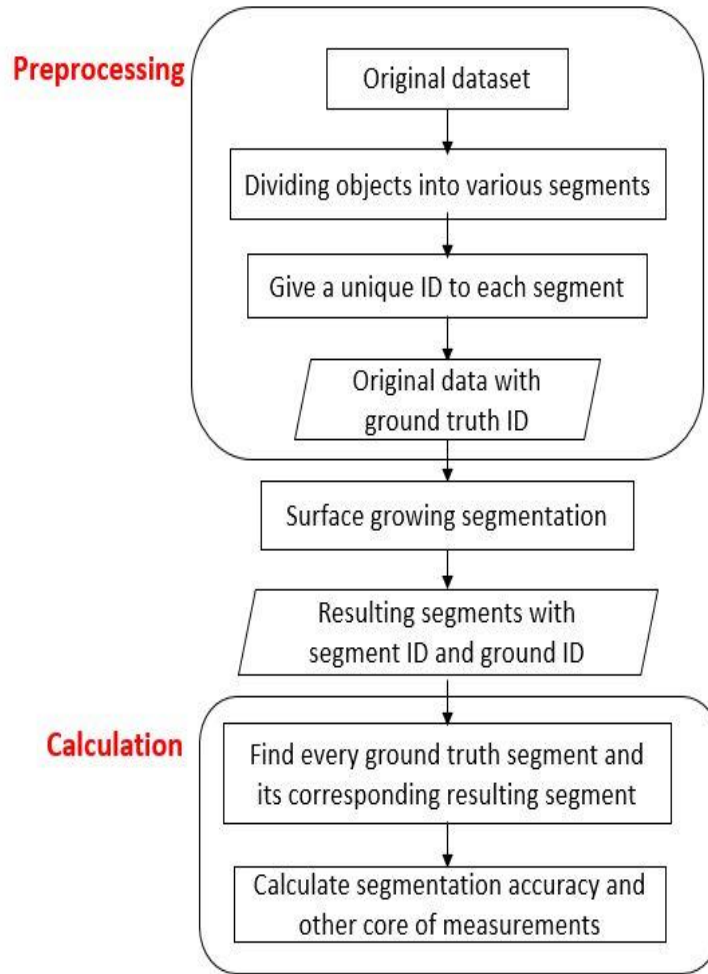 Preprocessing
Original dataset
Dividing objects into various segments
Give a unique ID to each segment
Original data with
ground truth ID
Surface growing segmentation
Resulting segments with
segment ID and ground ID
Calculation
Find every ground truth segment and
its corresponding resulting segment
Calculate segmentation accuracy and
other core of measurements